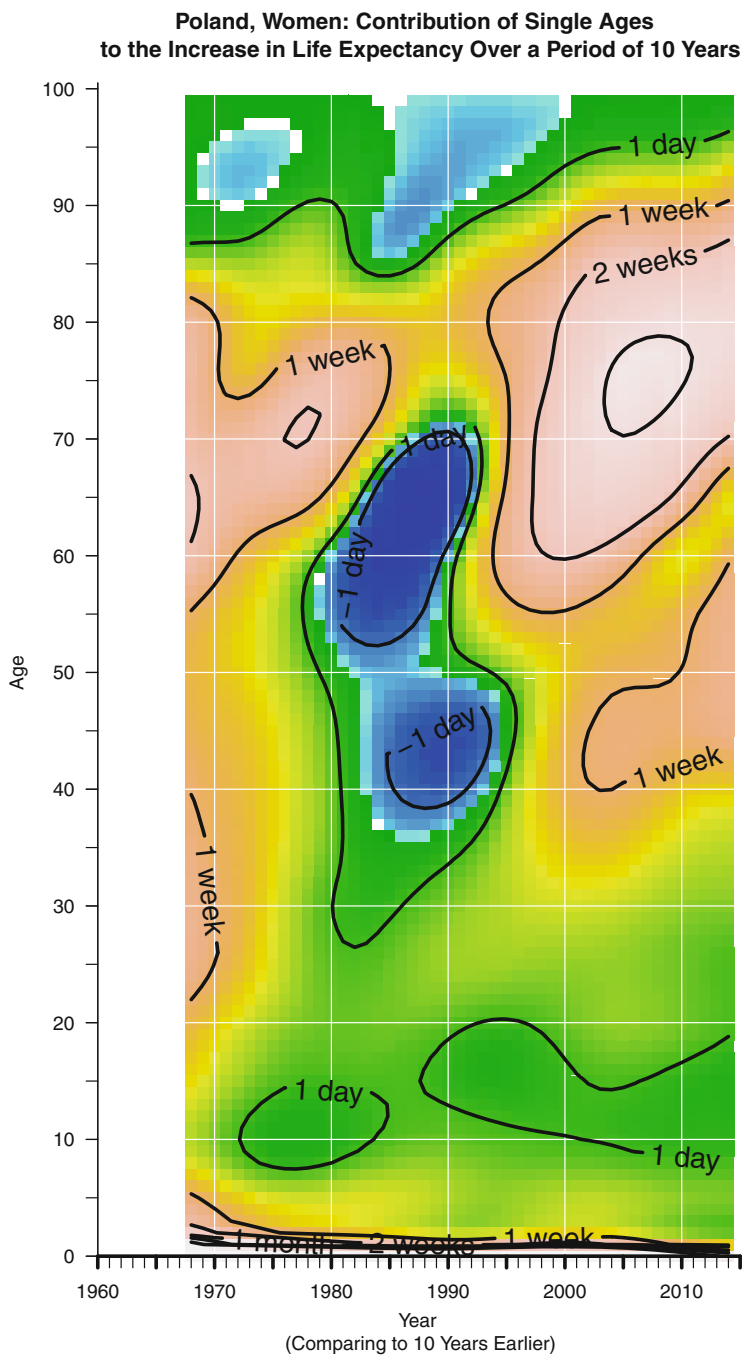 Poland, Women: Contribution of Single Ages
to the Increase in Life Expectancy Over a Period of 10 Years
100
90
80
70
60
50
40
30
20
10
0
Age
1 day
1 week
2 weeks
1 week
1 day
−1 day
−1 day
1 week
1 week
1 day
1 day
1 month
2 weeks
1 week
1960
1970
1980
1990
2000
2010
Year
(Comparing to 10 Years Earlier)